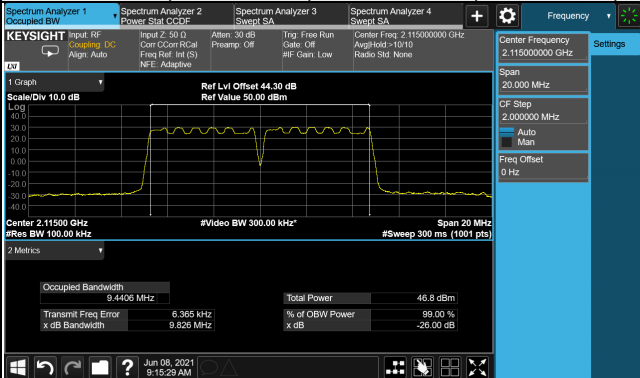 Spectrum Analyzer 1
Occupied BW
Spectrum Analyzer 2
Power Stat CCDF
Spectrum Analyzer 3
Swept SA
Spectrum Analyzer 4
Swept SA
Frequency
KEYSIGHT
LXI
Input: RF
Coupling: DC
Align: Auto
Input Z: 50 Ω
Corr CCorr RCal
Freq Ref: Int (S)
NFE: Adaptive
Atten: 30 dB
Preamp: Off
Trig: Free Run
Gate: Off
#IF Gain: Low
Center Freq: 2.115000000 GHz
Avg|Hold:>10/10
Radio Std: None
Center Frequency
2.115000000 GHz
Settings
Span
20.000 MHz
CF Step
2.000000 MHz
Auto
Man
Freq Offset
0 Hz
1 Graph
Scale/Div 10.0 dB
Ref Lvl Offset 44.30 dB
Ref Value 50.00 dBm
Log
40.0
30.0
20.0
10.0
0.00
-10.0
-20.0
-30.0
-40.0
Center 2.11500 GHz
#Video BW 300.00 kHz*
Span 20 MHz
#Res BW 100.00 kHz
#Sweep 300 ms (1001 pts)
2 Metrics
Occupied Bandwidth
9.4406 MHz
Total Power
46.8 dBm
Transmit Freq Error
6.365 kHz
% of OBW Power
99.00 %
x dB Bandwidth
9.826 MHz
x dB
-26.00 dB
Jun 08, 2021
9:15:29 AM